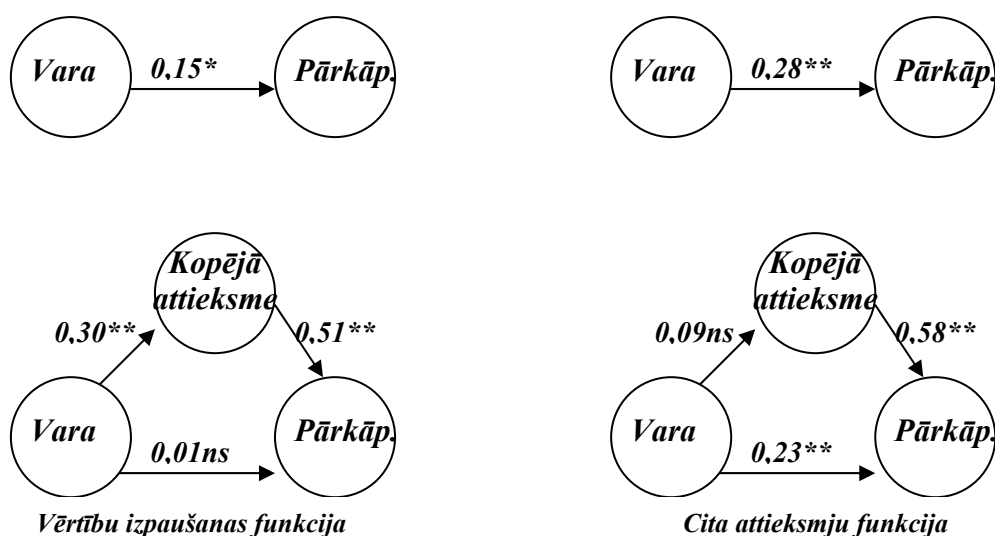 Vara 0,15* Pārkāp.
Vara 0,28** Pārkāp.
Kopējā
attieksme
0,30** 0,51**
Vara 0,01ns Pārkāp.
Vērtību izpaušanas funkcija
Kopējā
attieksme
0,09ns 0,58**
Vara 0,23** Pārkāp.
Cita attieksmju funkcija